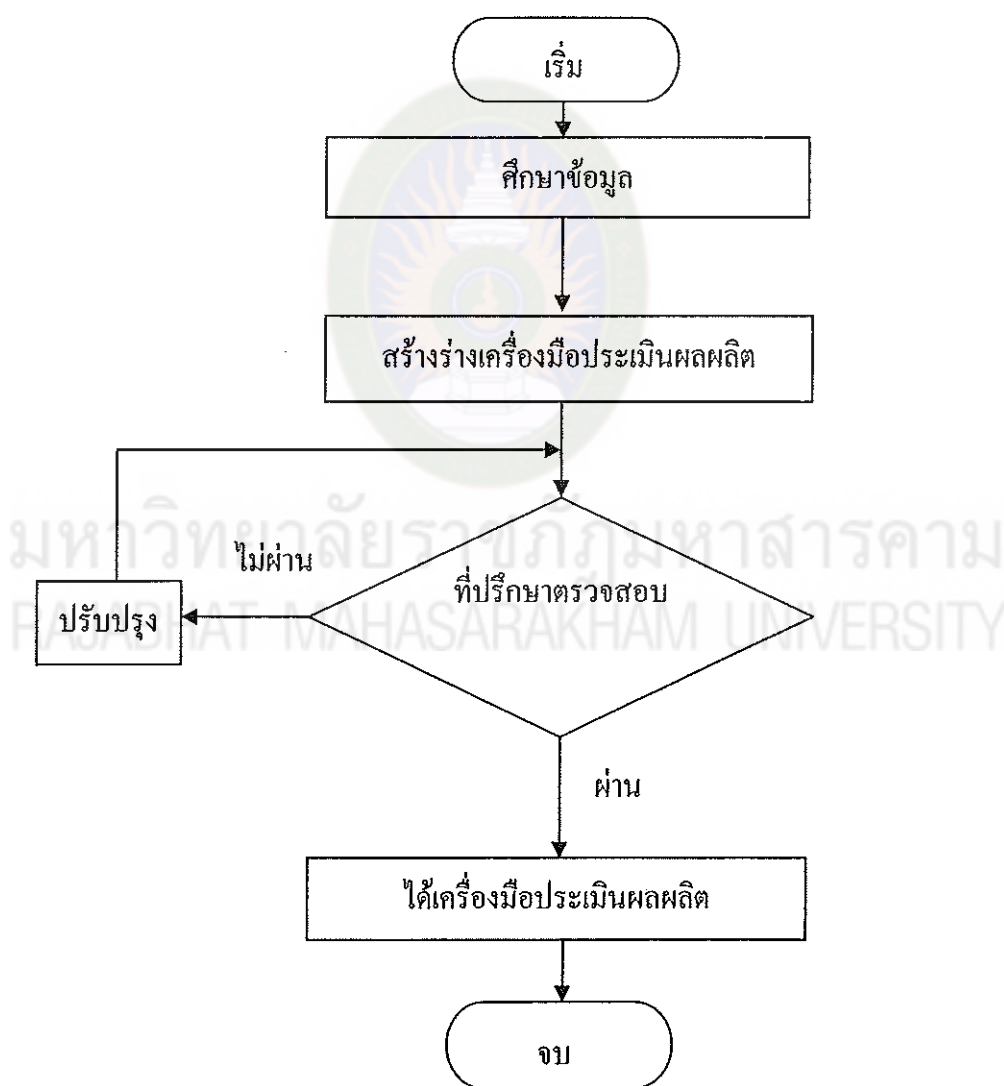 เริ่ม
ศึกษาข้อมูล
สร้างร่างเครื่องมือประเมินผลผลิต
มหาวิทยาลัยราชภัฏมหาสารคาม
ไม่ผ่าน
ที่ปรึกษาตรวจสอบ
ปรับปรุง
RAJABHAT MAHASARAKHAM UNIVERSITY
ผ่าน
ได้เครื่องมือประเมินผลผลิต
จบ